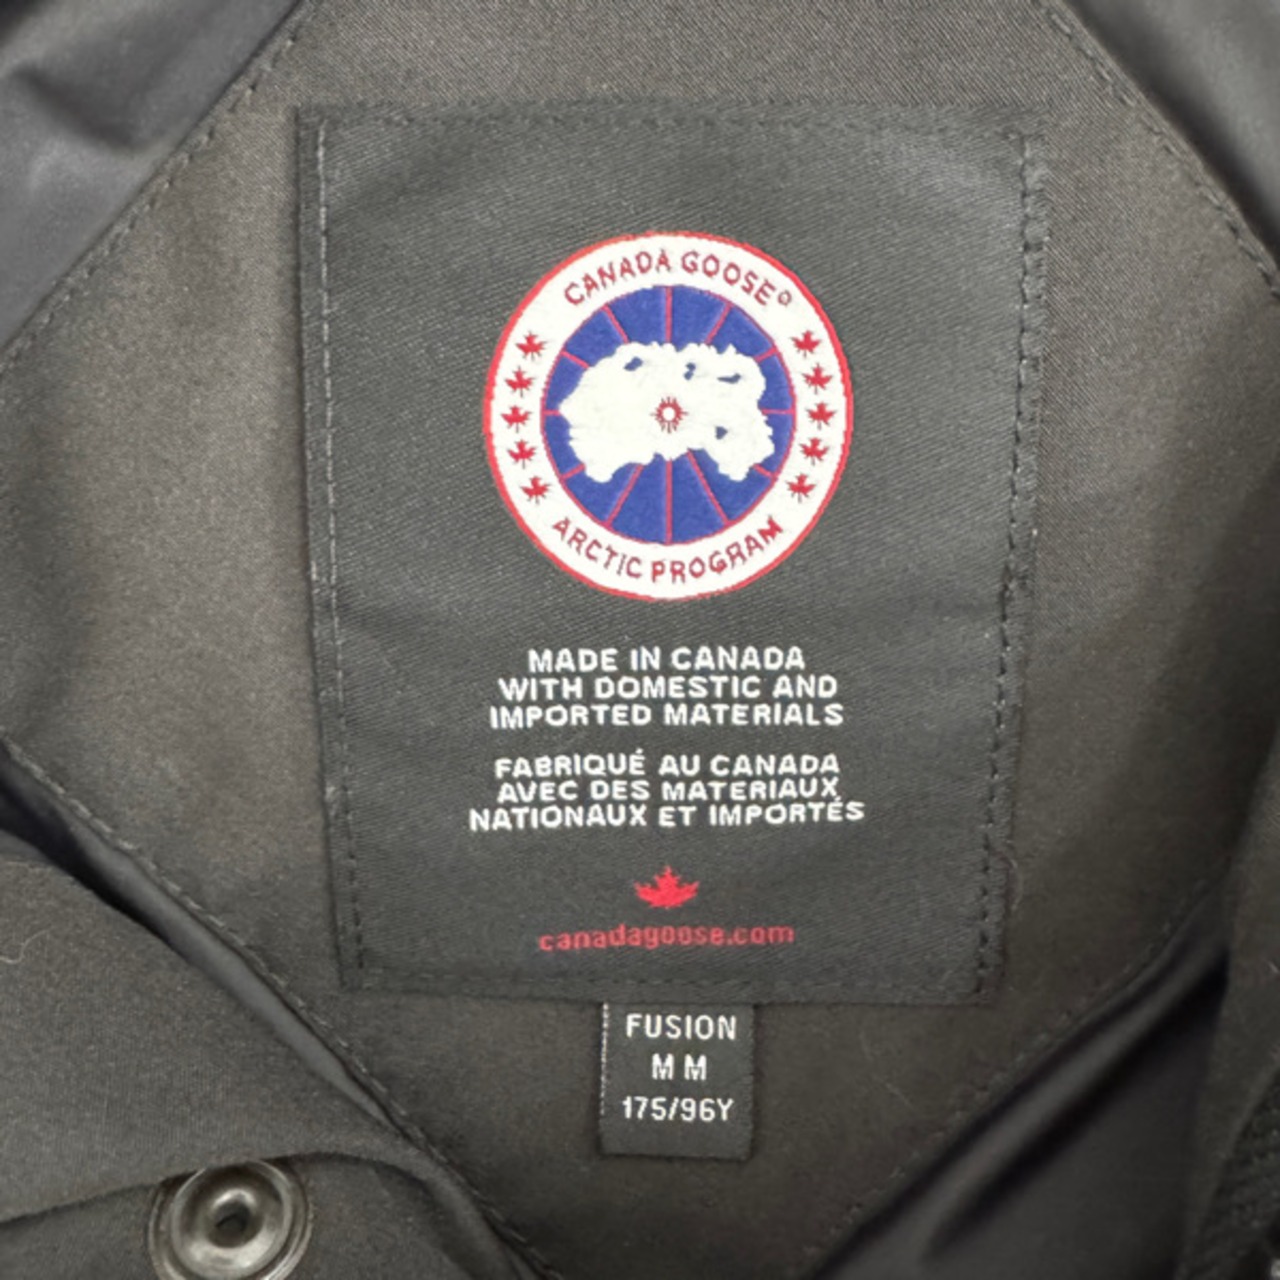 CANADA GOOSE®
ARCTIC PROGRAM
MADE IN CANADA
WITH DOMESTIC AND
IMPORTED MATERIALS
FABRIQUÉ AU CANADA
AVEC DES MATERIAUX
NATIONAUX ET IMPORTÉS
canadagoose.com
FUSION
M M
175/96Y